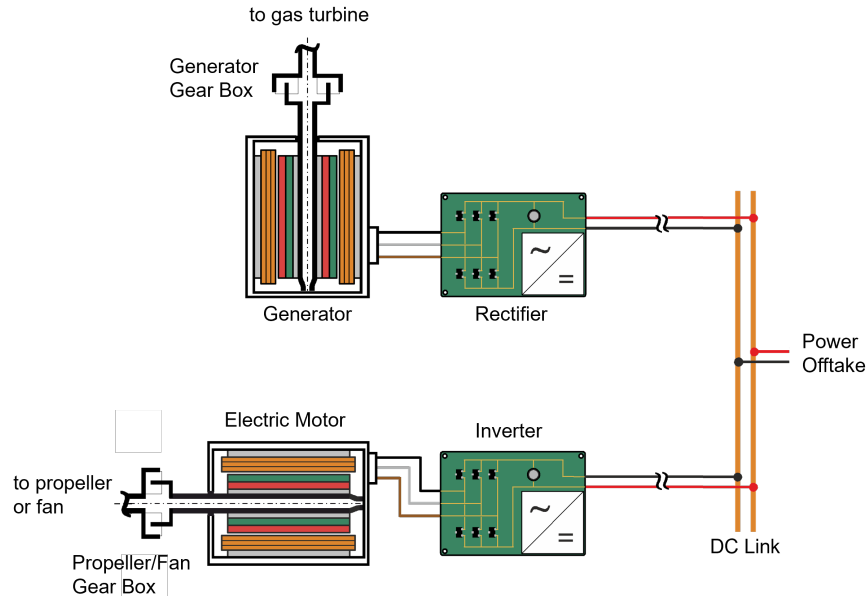 to gas turbine
Generator
Gear Box
Generator
Rectifier
Power
Offtake
Electric Motor
Inverter
to propeller
or fan
DC Link
Propeller/Fan
Gear Box